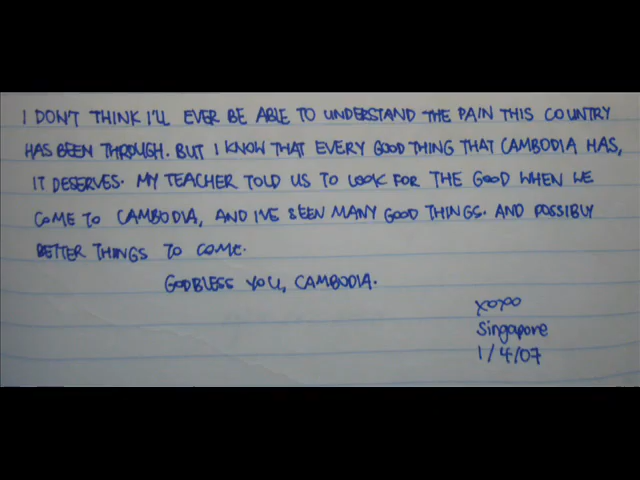 I DON'T THINK I'LL EVER BE ABLE TO UNDERSTAND THE PAIN THIS COUNTRY
HAS BEEN THROUGH. BUT I KNOW THAT EVERY GOOD THING THAT CAMBODIA HAS,
IT DESERVES. MY TEACHER TOLD US TO LOOK FOR THE GOOD WHEN WE
COME TO CAMBODIA, AND I'VE SEEN MANY GOOD THINGS. AND POSSIBLY
BETTER THINGS TO COME.
GODBLESS YOU, CAMBODIA.
xoxo
Singapore
1/4/07